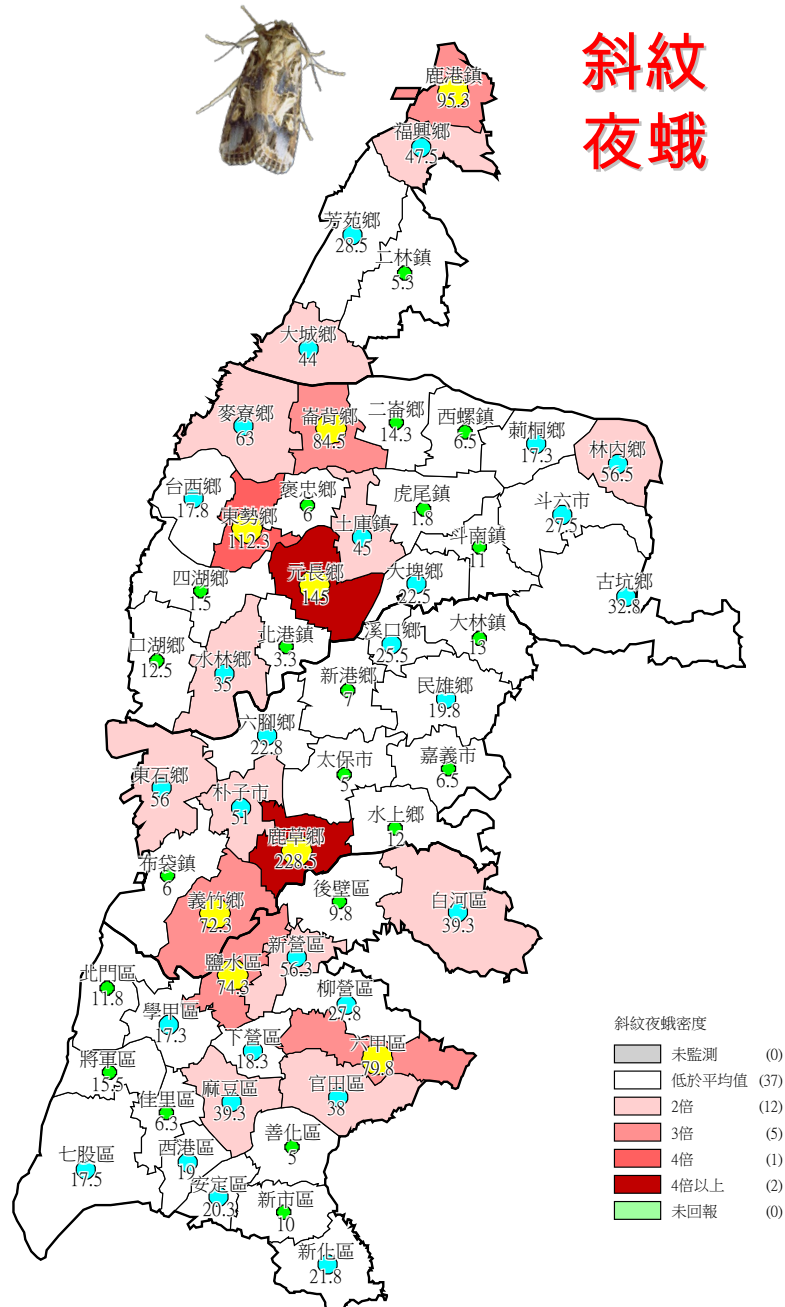 斜紋
夜蛾
鹿港鎮
95.3
福興鄉
47.5
芳苑鄉
28.5
二林鎮
5.3
大城鄉
44
麥寮鄉
63
崙背鄉
84.5
二崙鄉
14.3
西螺鎮
6.5
莿桐鄉
17.3
林內鄉
56.5
台西鄉
17.8
東勢鄉
112.3
褒忠鄉
6
土庫鎮
45
虎尾鎮
1.8
斗南鎮
11
斗六市
27.5
四湖鄉
1.5
元長鄉
145
大埤鄉
22.5
古坑鄉
32.8
口湖鄉
12.5
水林鄉
35
北港鎮
3.3
溪口鄉
25.5
大林鎮
13
新港鄉
7
民雄鄉
19.8
六腳鄉
22.8
東石鄉
56
朴子市
51
太保市
5
嘉義市
6.5
鹿草鄉
228.5
水上鄉
12
布袋鎮
6
義竹鄉
72.3
後壁區
9.8
白河區
39.3
鹽水區
74.3
新營區
56.3
北門區
11.8
學甲區
17.3
柳營區
27.8
下營區
18.3
六甲區
79.8
將軍區
15.5
佳里區
6.3
麻豆區
39.3
官田區
38
七股區
17.5
西港區
19
善化區
5
安定區
20.3
新市區
10
新化區
21.8
斜紋夜蛾密度
未監測 (0)
低於平均值 (37)
2倍 (12)
3倍 (5)
4倍 (1)
4倍以上 (2)
未回報 (0)